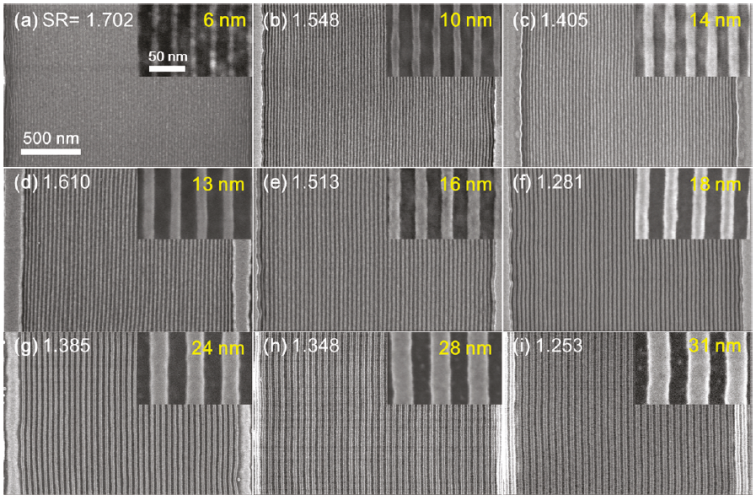 (a) SR= 1.702 6 nm
50 nm
500 nm
(b) 1.548 10 nm
(c) 1.405 14 nm
(d) 1.610 13 nm
(e) 1.513 16 nm
(f) 1.281 18 nm
(g) 1.385 24 nm
(h) 1.348 28 nm
(i) 1.253 31 nm